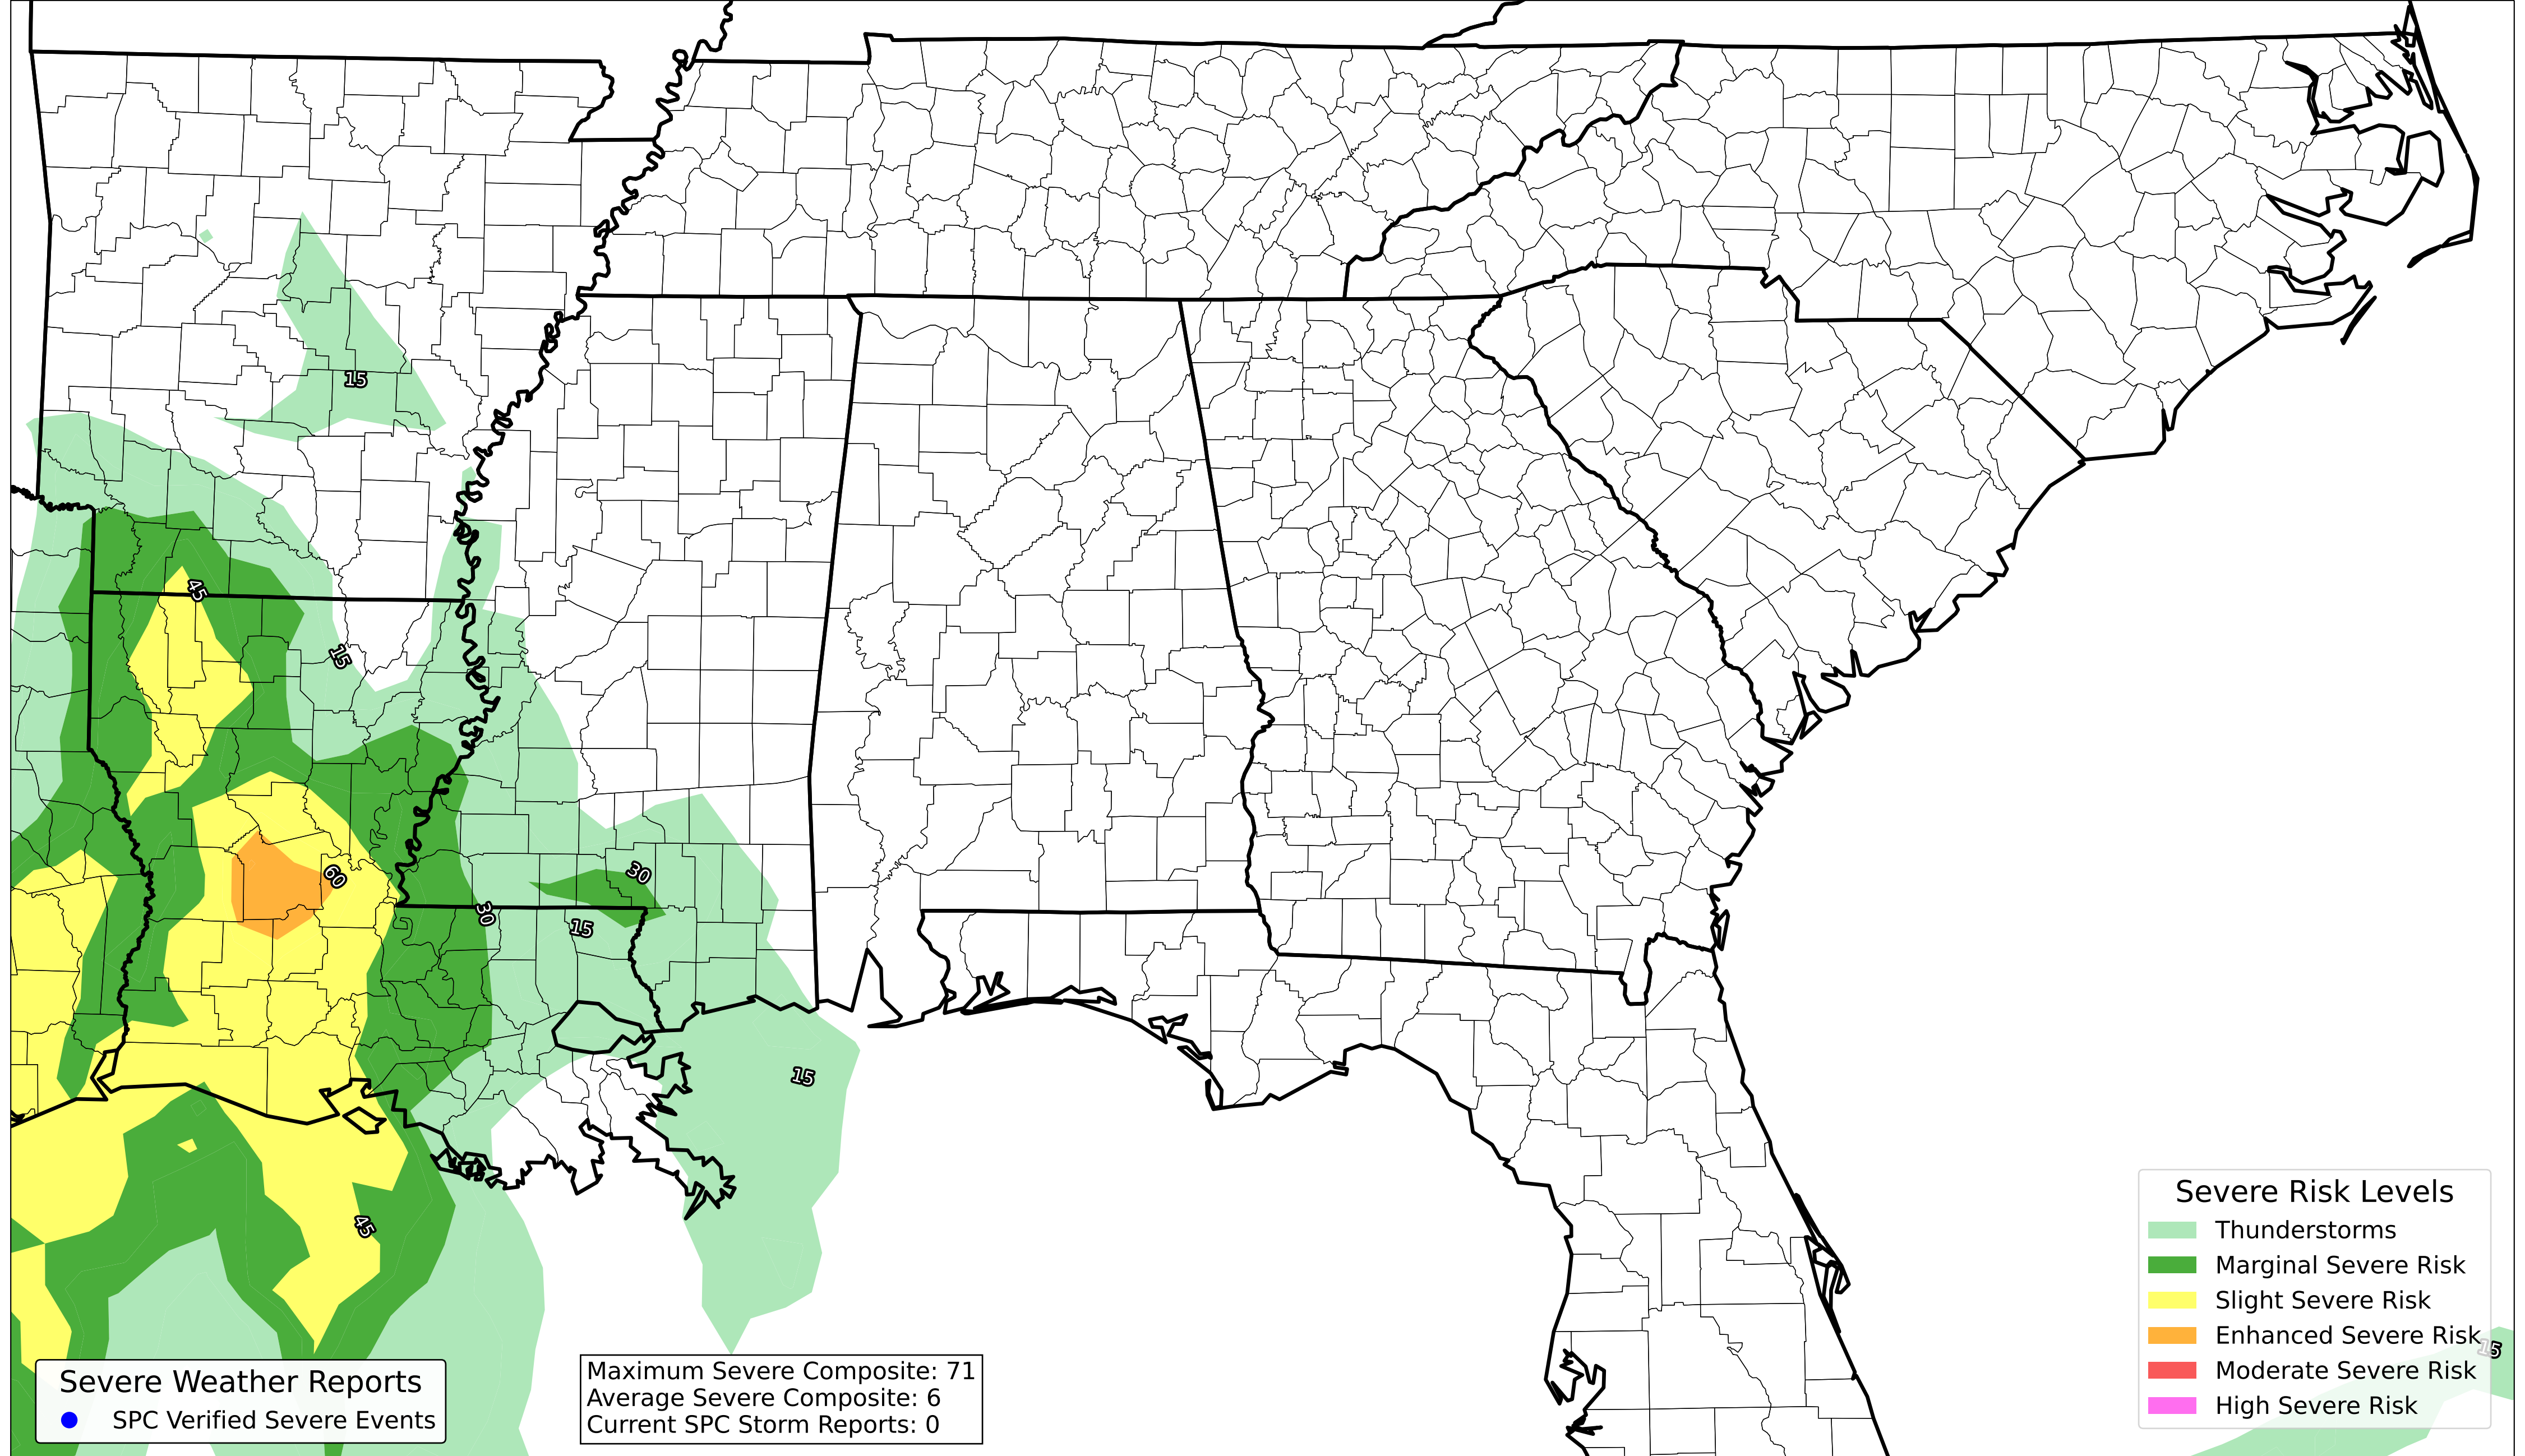 15
45
15
60
30
30
15
15
45
15
Severe Weather Reports
SPC Verified Severe Events
Maximum Severe Composite: 71
Average Severe Composite: 6
Current SPC Storm Reports: 0
Severe Risk Levels
Thunderstorms
Marginal Severe Risk
Slight Severe Risk
Enhanced Severe Risk
Moderate Severe Risk
High Severe Risk